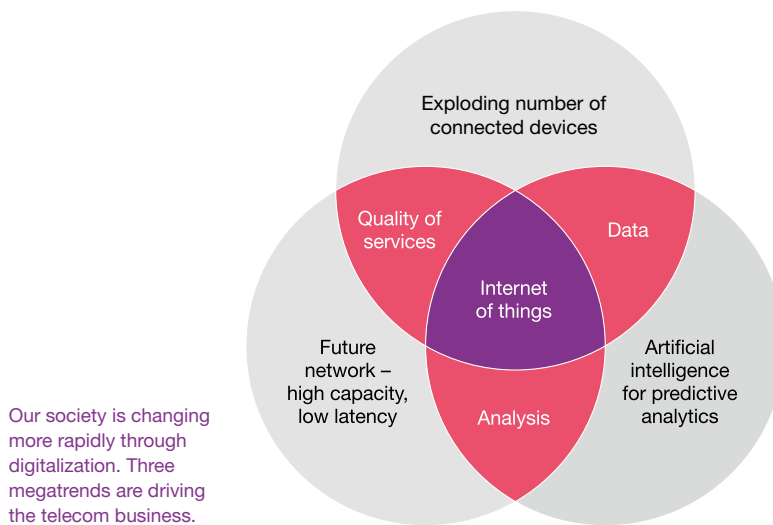 Exploding number of
connected devices
Quality of
services
Data
Internet
of things
Future
network –
high capacity,
low latency
Artificial
intelligence
for predictive
analytics
Analysis
Our society is changing
more rapidly through
digitalization. Three
megatrends are driving
the telecom business.